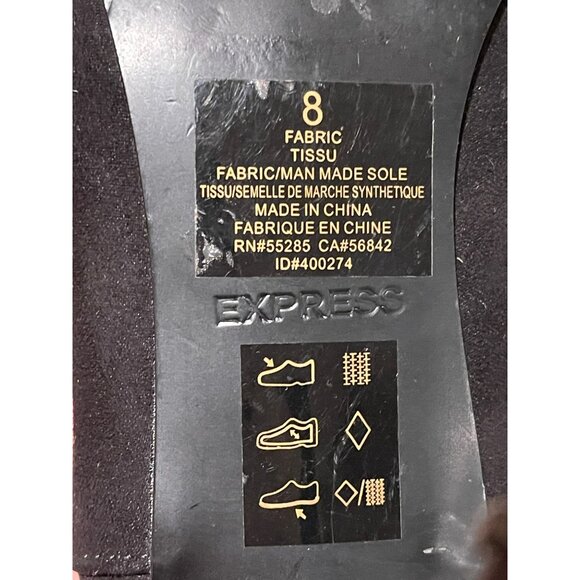 8
FABRIC
TISSU
FABRIC/MAN MADE SOLE
TISSU/SEMELLE DE MARCHE SYNTHETIQUE
MADE IN CHINA
FABRIQUE EN CHINE
RN#55285 CA#56842
ID#400274
EXPRESS